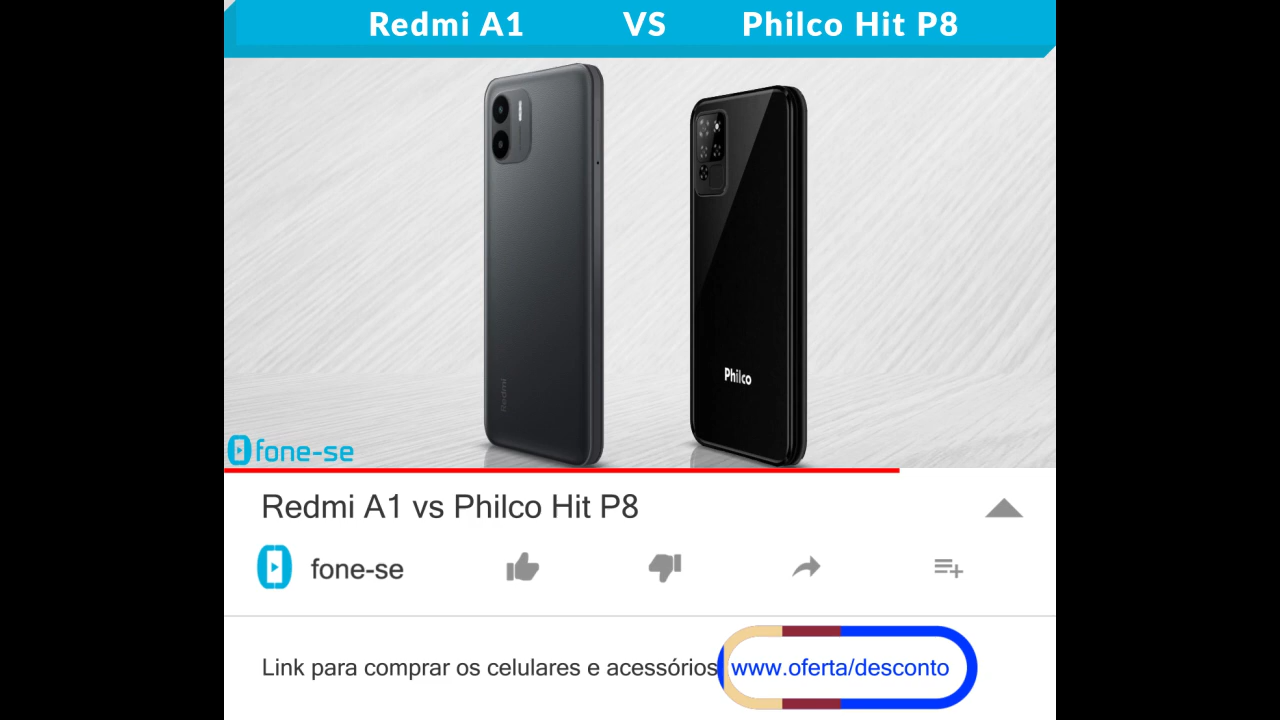 Redmi A1 VS Philco Hit P8
Redmi
Philco
fone-se
Redmi A1 vs Philco Hit P8
fone-se
Link para comprar os celulares e acessórios www.oferta/desconto